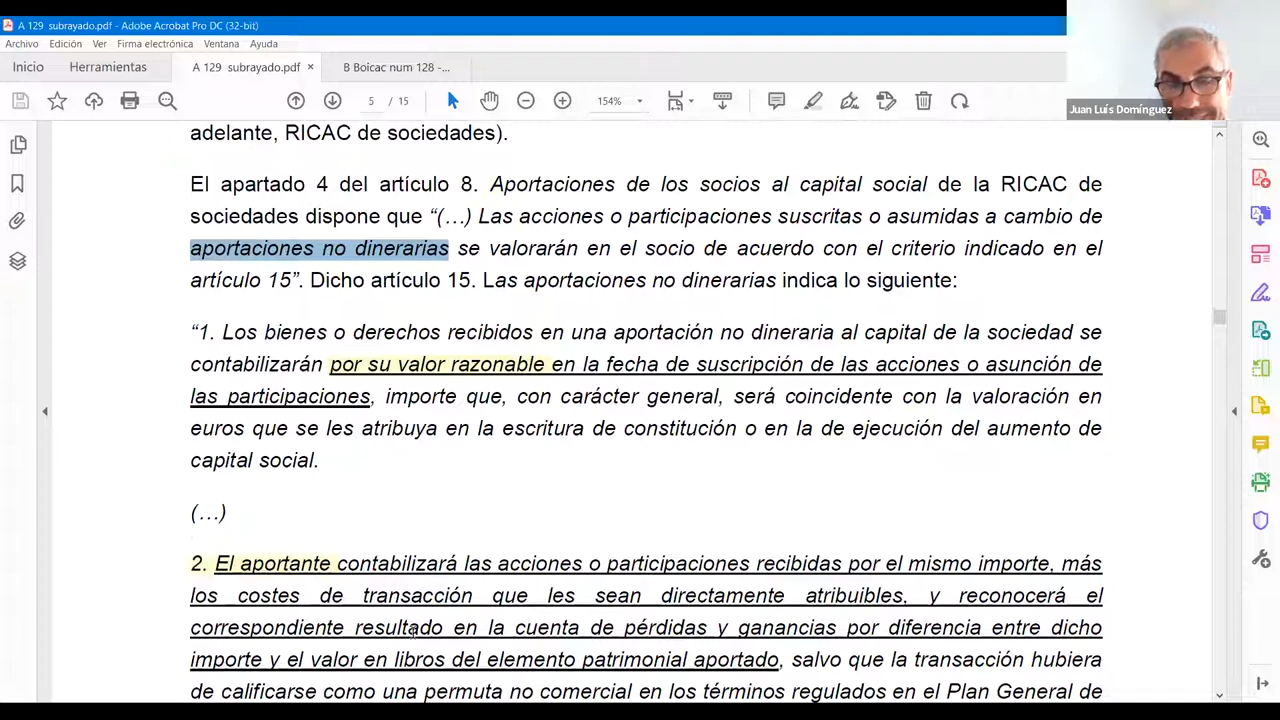 A 129 subrayado.pdf - Adobe Acrobat Pro DC (32-bit)
Archivo Edición Ver Firma electrónica Ventana Ayuda
Inicio Herramientas A 129 subrayado.pdf × B Boicac num 128 -...
5 / 15 154%
Juan Luís Domínguez
adelante, RICAC de sociedades).
El apartado 4 del artículo 8. Aportaciones de los socios al capital social de la RICAC de
sociedades dispone que “(…) Las acciones o participaciones suscritas o asumidas a cambio de
aportaciones no dinerarias se valorarán en el socio de acuerdo con el criterio indicado en el
artículo 15”. Dicho artículo 15. Las aportaciones no dinerarias indica lo siguiente:
“1. Los bienes o derechos recibidos en una aportación no dineraria al capital de la sociedad se
contabilizarán por su valor razonable en la fecha de suscripción de las acciones o asunción de
las participaciones, importe que, con carácter general, será coincidente con la valoración en
euros que se les atribuya en la escritura de constitución o en la de ejecución del aumento de
capital social.
(…)
2. El aportante contabilizará las acciones o participaciones recibidas por el mismo importe, más
los costes de transacción que les sean directamente atribuibles, y reconocerá el
correspondiente resultado en la cuenta de pérdidas y ganancias por diferencia entre dicho
importe y el valor en libros del elemento patrimonial aportado, salvo que la transacción hubiera
de calificarse como una permuta no comercial en los términos regulados en el Plan General de